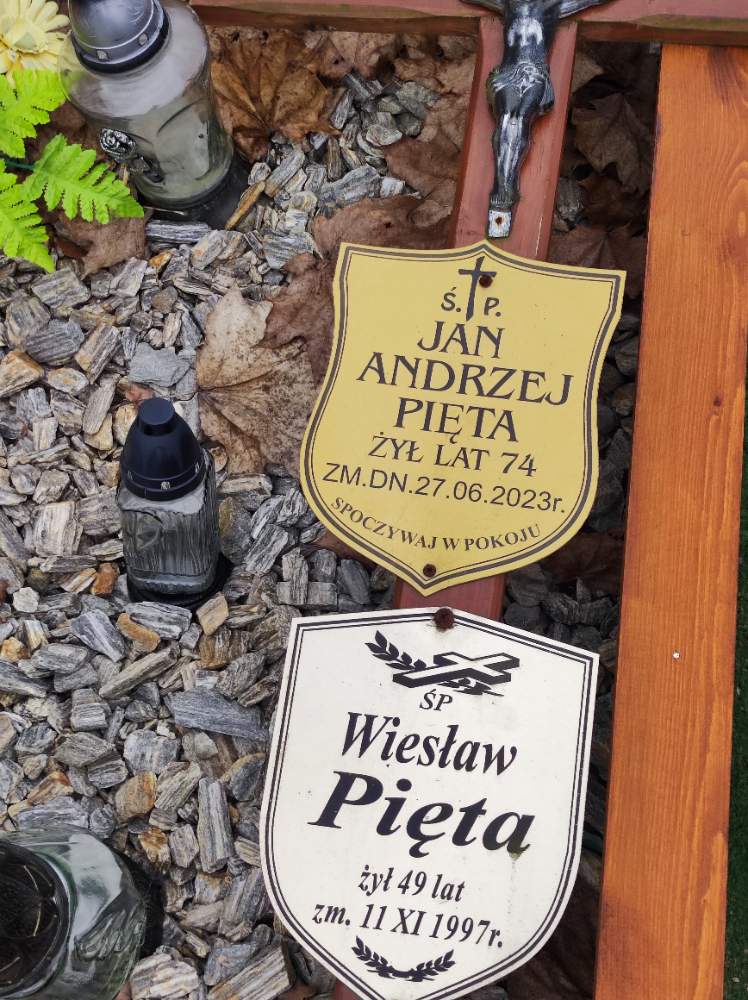 Ś. P.
JAN
ANDRZEJ
PIĘTA
ŻYŁ LAT 74
ZM.DN.27.06.2023r.
SPOCZYWAJ W POKOJU
ŚP
Wiesław
Pięta
żył 49 lat
zm. 11 XI 1997r.